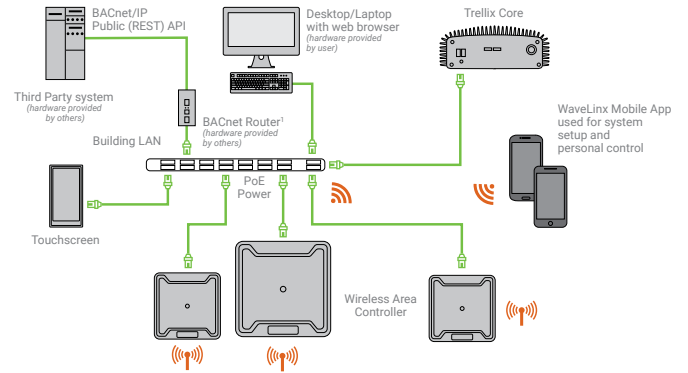 BACnet/IP
Public (REST) API
Desktop/Laptop
with web browser
(hardware provided
by user)
Trellix Core
Third Party system
(hardware provided
by others)
BACnet Router¹
(hardware provided
by others)
Building LAN
WaveLinx Mobile App
used for system
setup and
personal control
PoE
Power
Touchscreen
Wireless Area
Controller